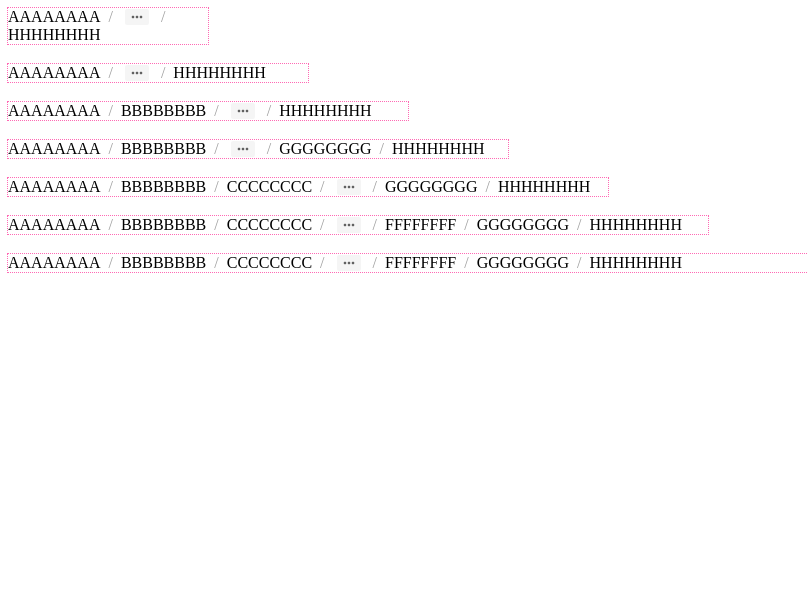 AAAAAAAA / ••• /
HHHHHHHH
AAAAAAAA / ••• / HHHHHHHH
AAAAAAAA / BBBBBBBB / ••• / HHHHHHHH
AAAAAAAA / BBBBBBBB / ••• / GGGGGGGG / HHHHHHHH
AAAAAAAA / BBBBBBBB / CCCCCCCC / ••• / GGGGGGGG / HHHHHHHH
AAAAAAAA / BBBBBBBB / CCCCCCCC / ••• / FFFFFFFF / GGGGGGGG / HHHHHHHH
AAAAAAAA / BBBBBBBB / CCCCCCCC / ••• / FFFFFFFF / GGGGGGGG / HHHHHHHH